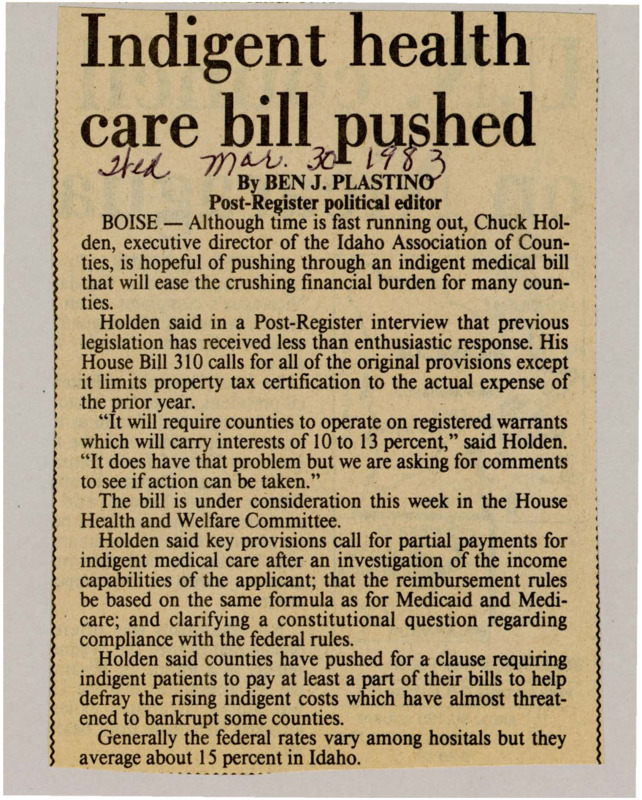 Indigent health
care bill pushed
Wed Mar. 30 1983
By BEN J. PLASTINO
Post-Register political editor
BOISE — Although time is fast running out, Chuck Hol-
den, executive director of the Idaho Association of Coun-
ties, is hopeful of pushing through an indigent medical bill
that will ease the crushing financial burden for many coun-
ties.
Holden said in a Post-Register interview that previous
legislation has received less than enthusiastic response. His
House Bill 310 calls for all of the original provisions except
it limits property tax certification to the actual expense of
the prior year.
“It will require counties to operate on registered warrants
which will carry interests of 10 to 13 percent,” said Holden.
“It does have that problem but we are asking for comments
to see if action can be taken.”
The bill is under consideration this week in the House
Health and Welfare Committee.
Holden said key provisions call for partial payments for
indigent medical care after an investigation of the income
capabilities of the applicant; that the reimbursement rules
be based on the same formula as for Medicaid and Medi-
care; and clarifying a constitutional question regarding
compliance with the federal rules.
Holden said counties have pushed for a clause requiring
indigent patients to pay at least a part of their bills to help
defray the rising indigent costs which have almost threat-
ened to bankrupt some counties.
Generally the federal rates vary among hositals but they
average about 15 percent in Idaho.